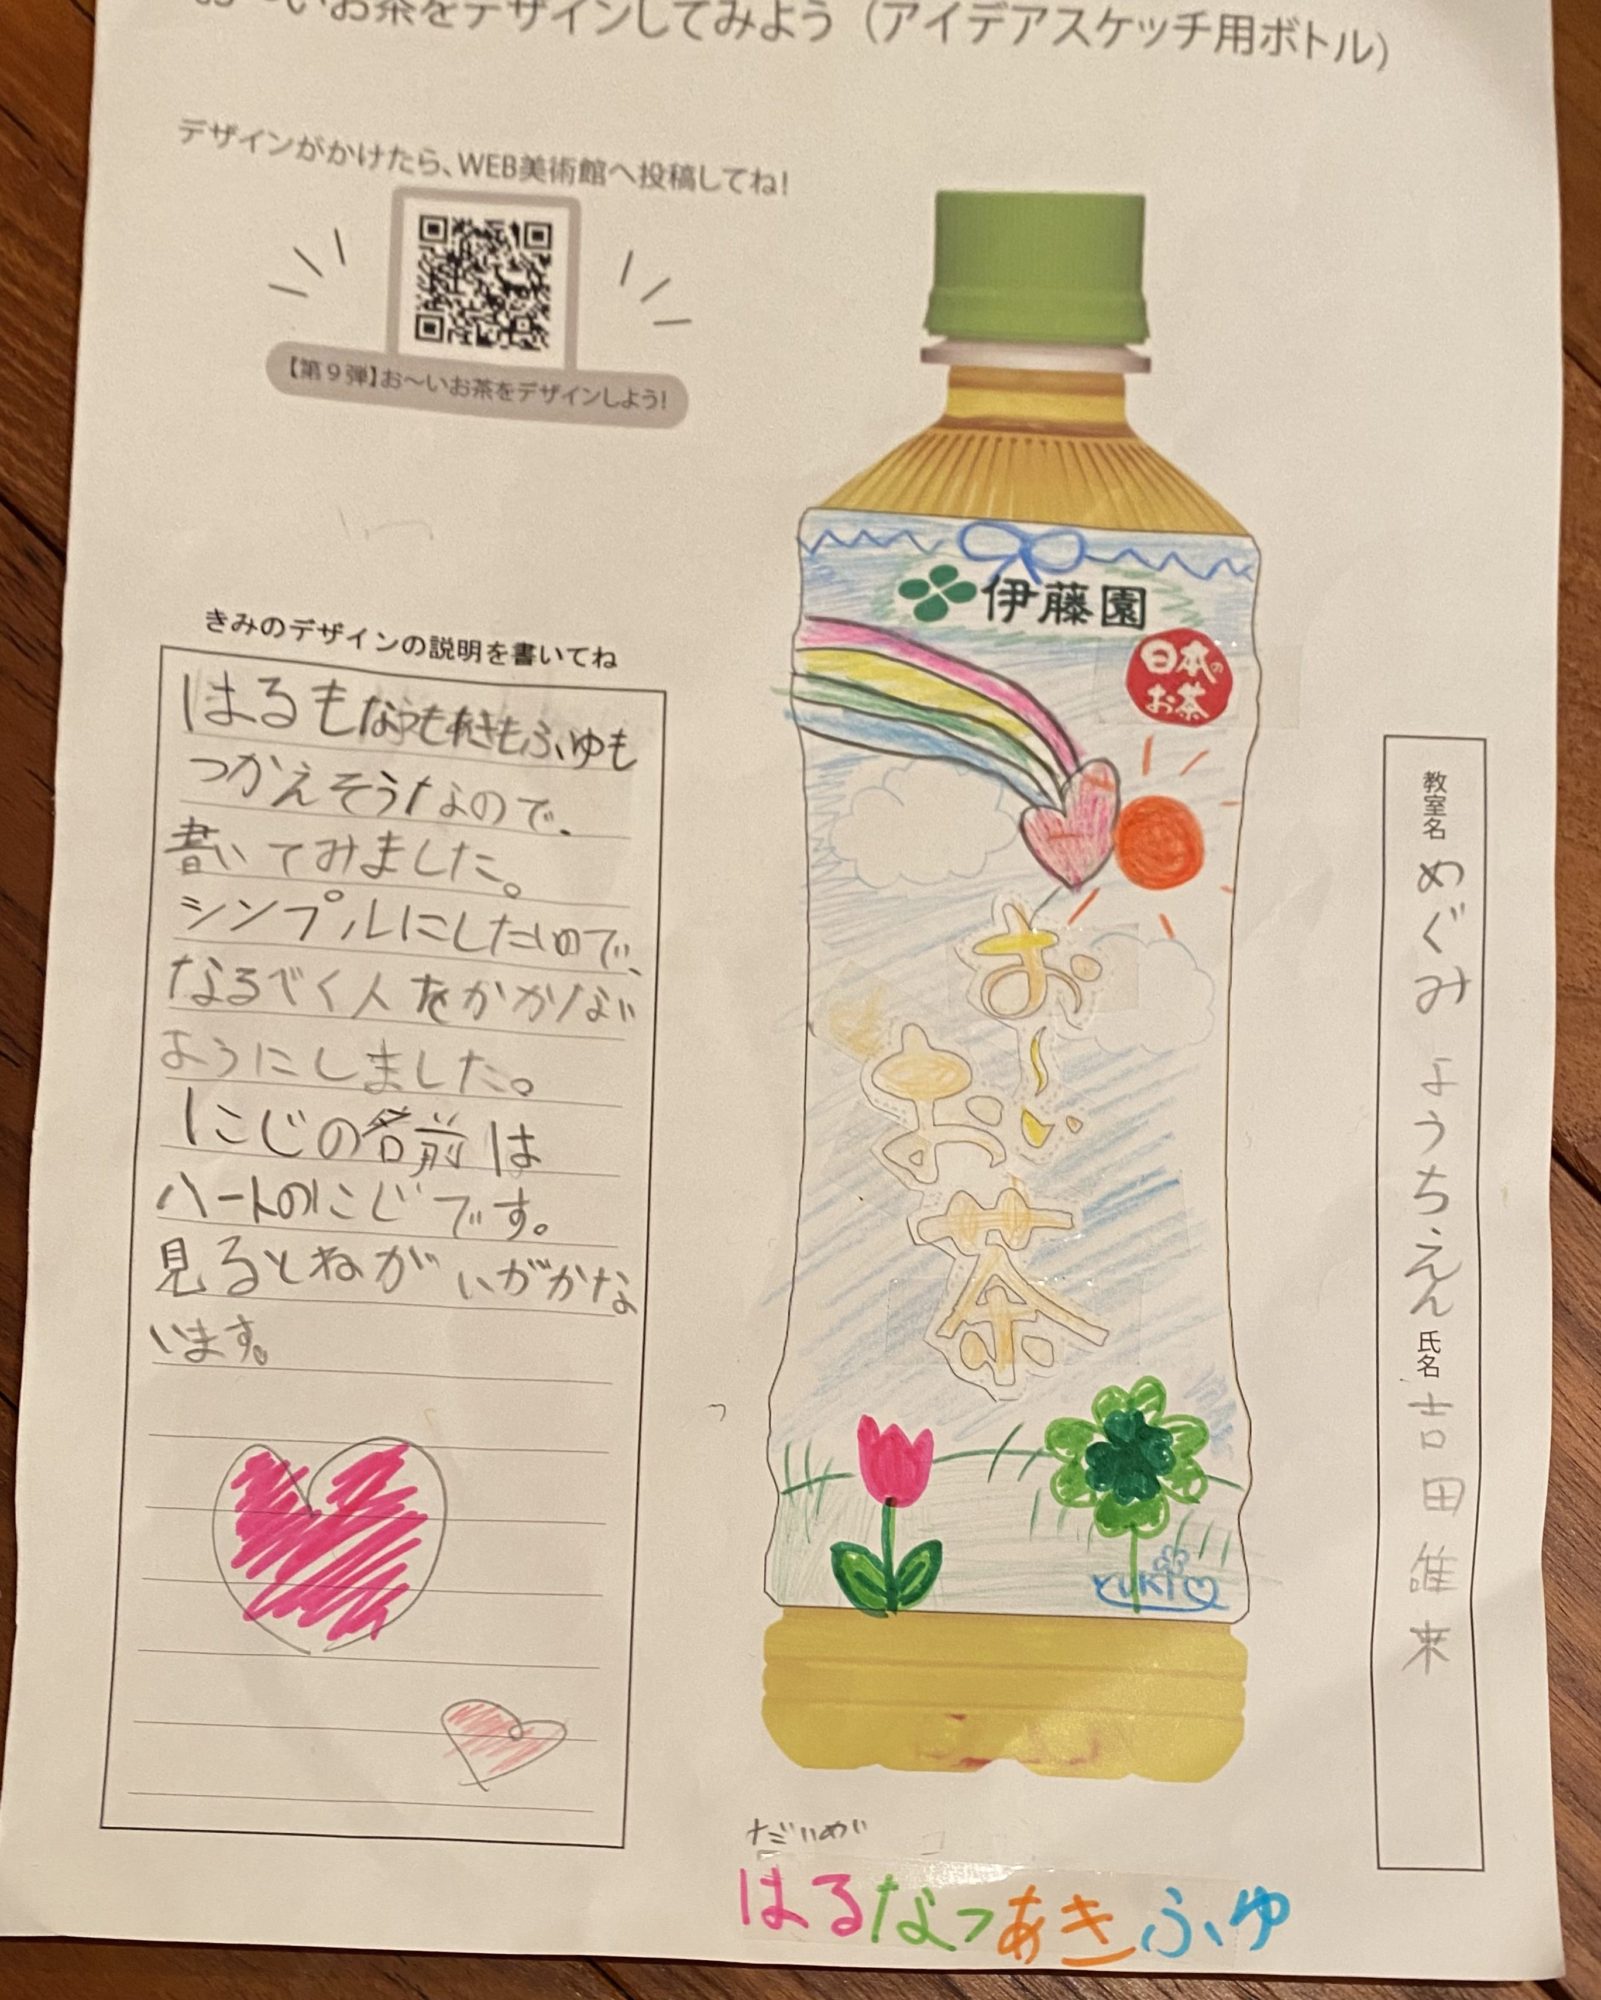 お〜いお茶をデザインしてみよう（アイデアスケッチ用ボトル）
デザインがかけたら、WEB美術館へ投稿してね!
【第9弾】お〜いお茶をデザインしよう!
きみのデザインの説明を書いてね
はるもなつもあきもふゆも
つかえそうなので、
書いてみました。
シンプルにしたいので、
なるべく人をかかない
ようにしました。
にじの名前は
ハートのにじです。
見るとねがいがかな
います。
伊藤園
日本の
お茶
お〜い
お茶
YUKI
教室名 めぐみ ようちえん 氏名 吉田 唯来
だいめい
はるなつあきふゆ